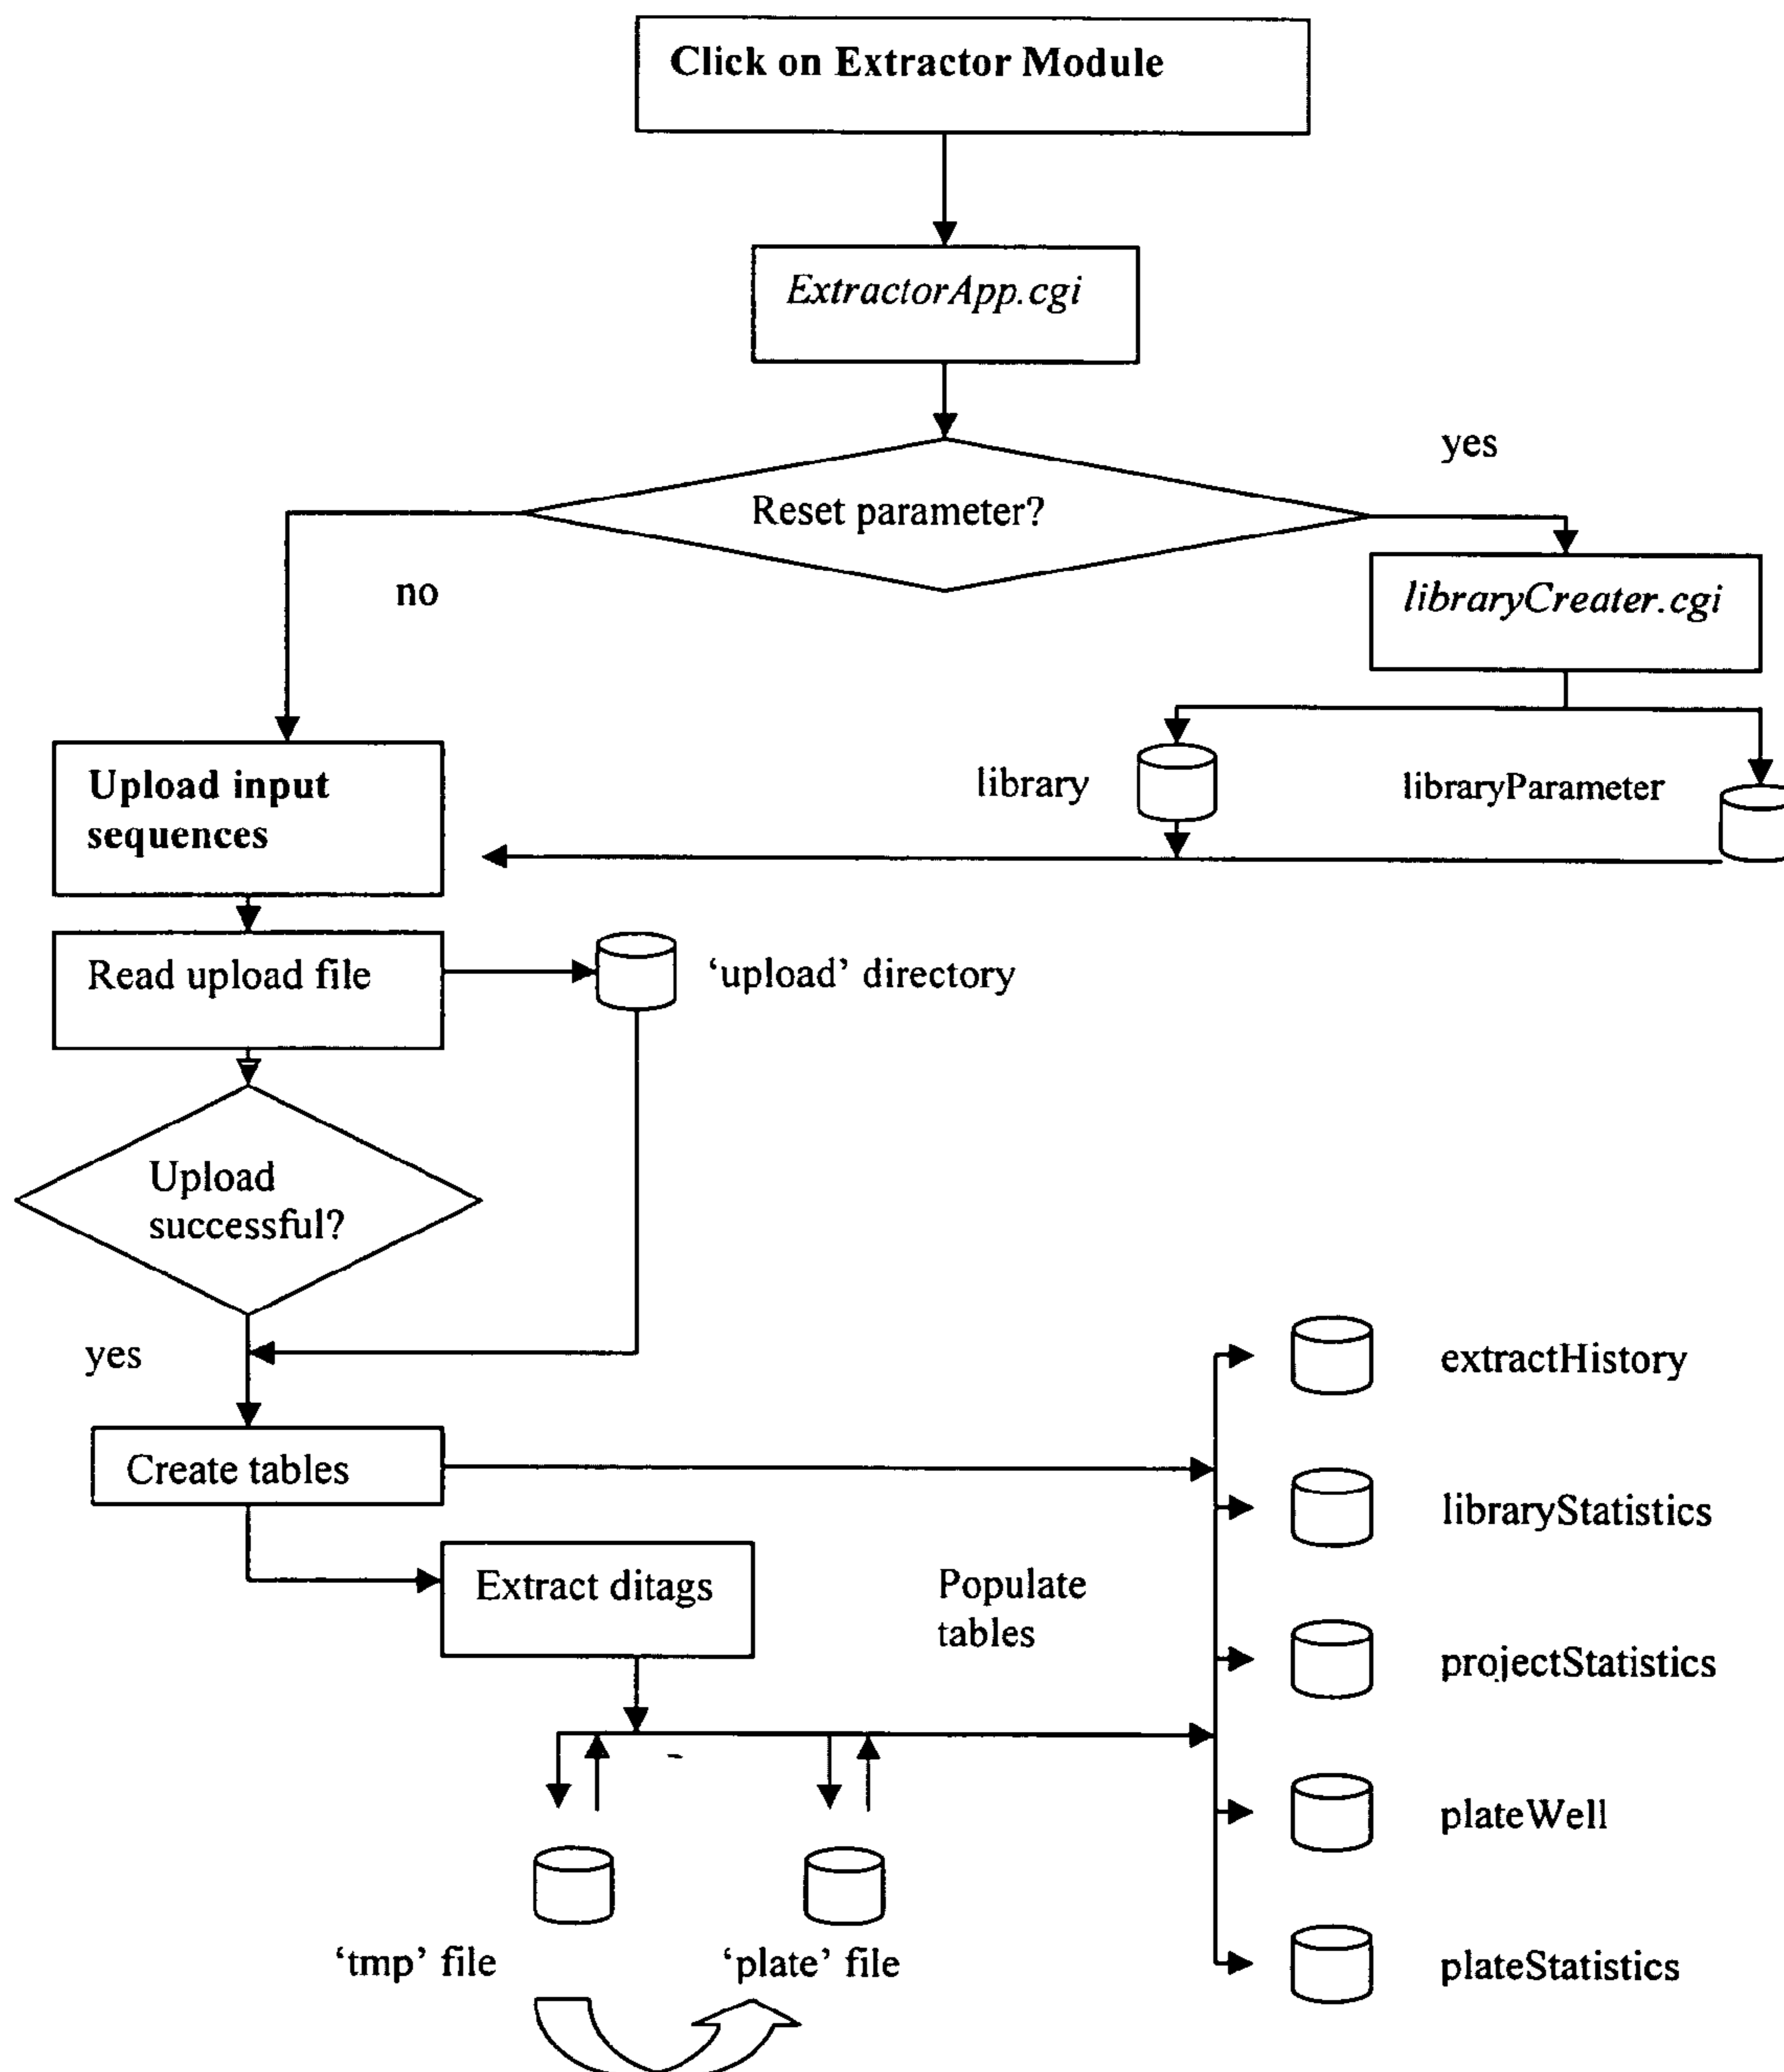 Click on Extractor Module
ExtractorApp.cgi
yes
Reset parameter?
no
libraryCreater.cgi
library
libraryParameter
Upload input
sequences
Read upload file
‘upload’ directory
Upload
successful?
yes
extractHistory
Create tables
libraryStatistics
Extract ditags
Populate
tables
projectStatistics
plateWell
‘tmp’ file
‘plate’ file
plateStatistics